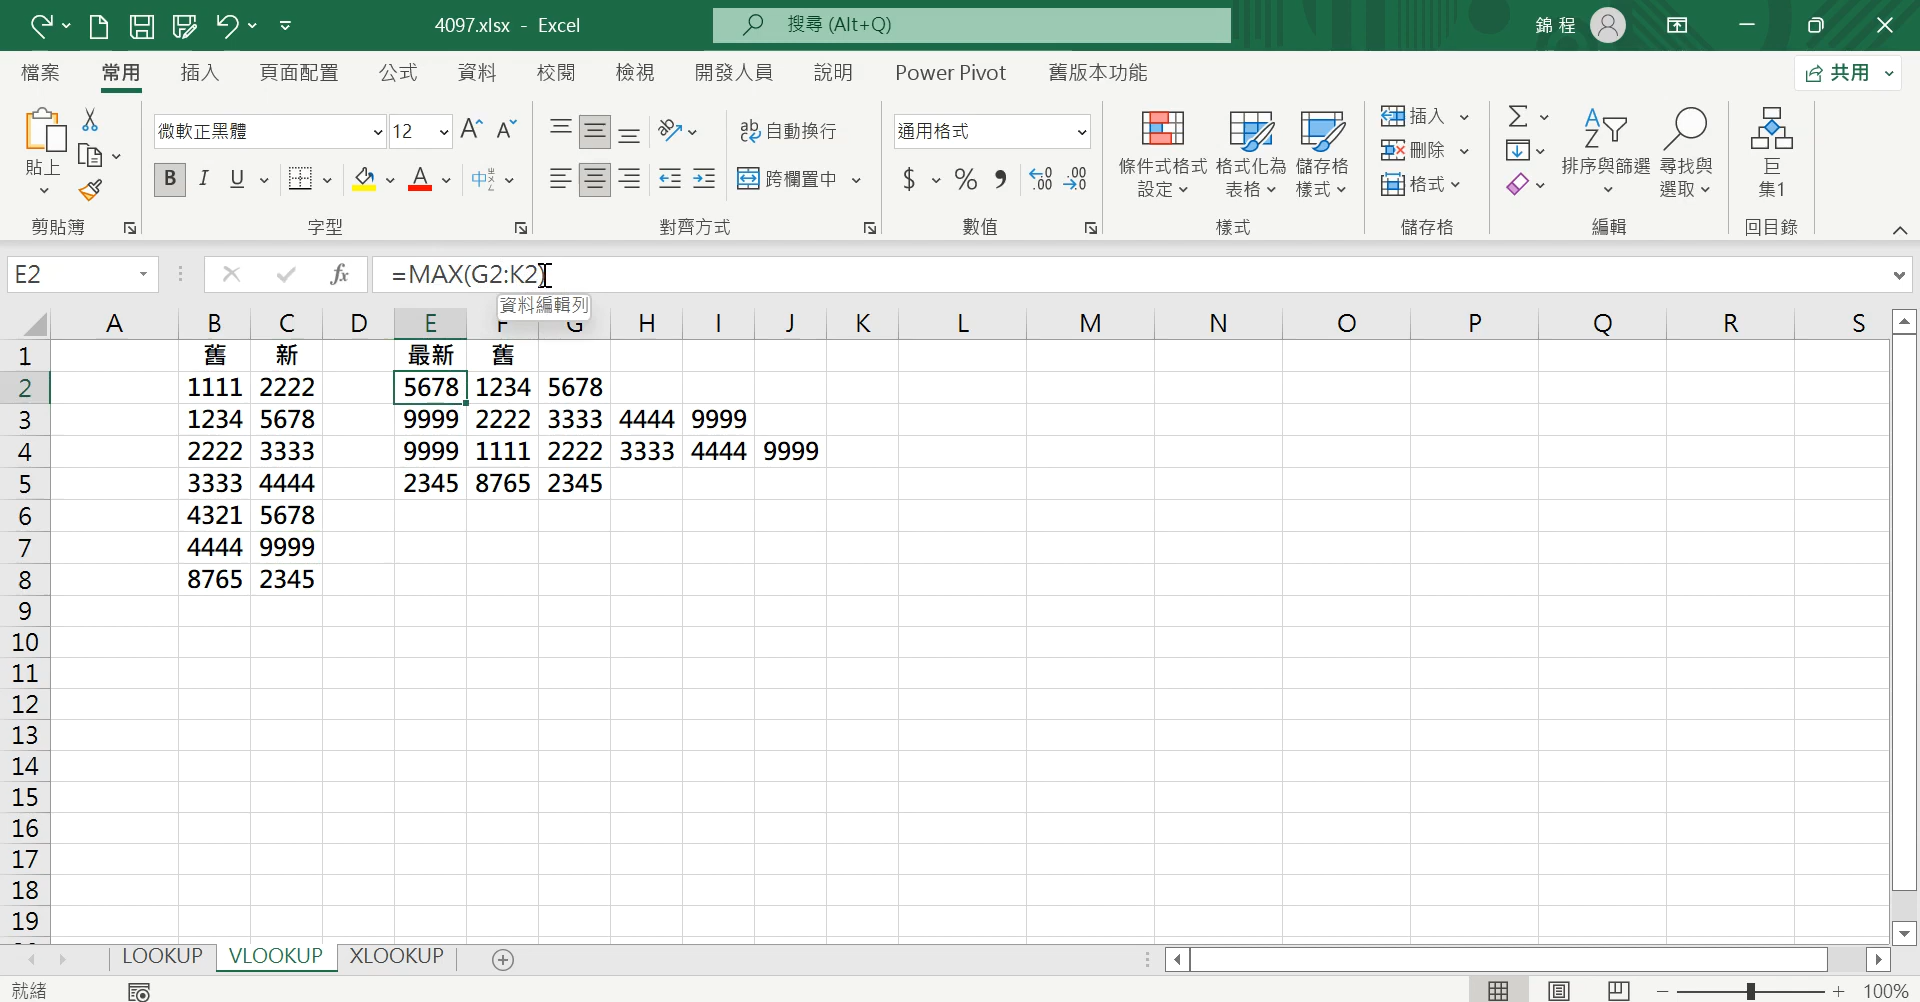 4097.xlsx - Excel
搜尋 (Alt+Q)
錦 程
檔案 常用 插入 頁面配置 公式 資料 校閱 檢視 開發人員 說明 Power Pivot 舊版本功能 共用
貼上
微軟正黑體 12
B I U A 中
ab 自動換行
跨欄置中
通用格式
$ % .00 .00
條件式格式
設定
格式化為
表格
儲存格
樣式
插入
刪除
格式
排序與篩選
尋找與
選取
巨
集1
剪貼簿 字型 對齊方式 數值 樣式 儲存格 編輯 回目錄
E2 fx =MAX(G2:K2)
資料編輯列
A B C D E F G H I J K L M N O P Q R S
1 舊 新 最新 舊
2 1111 2222 5678 1234 5678
3 1234 5678 9999 2222 3333 4444 9999
4 2222 3333 9999 1111 2222 3333 4444 9999
5 3333 4444 2345 8765 2345
6 4321 5678
7 4444 9999
8 8765 2345
9
10
11
12
13
14
15
16
17
18
19
LOOKUP VLOOKUP XLOOKUP
就緒 100%